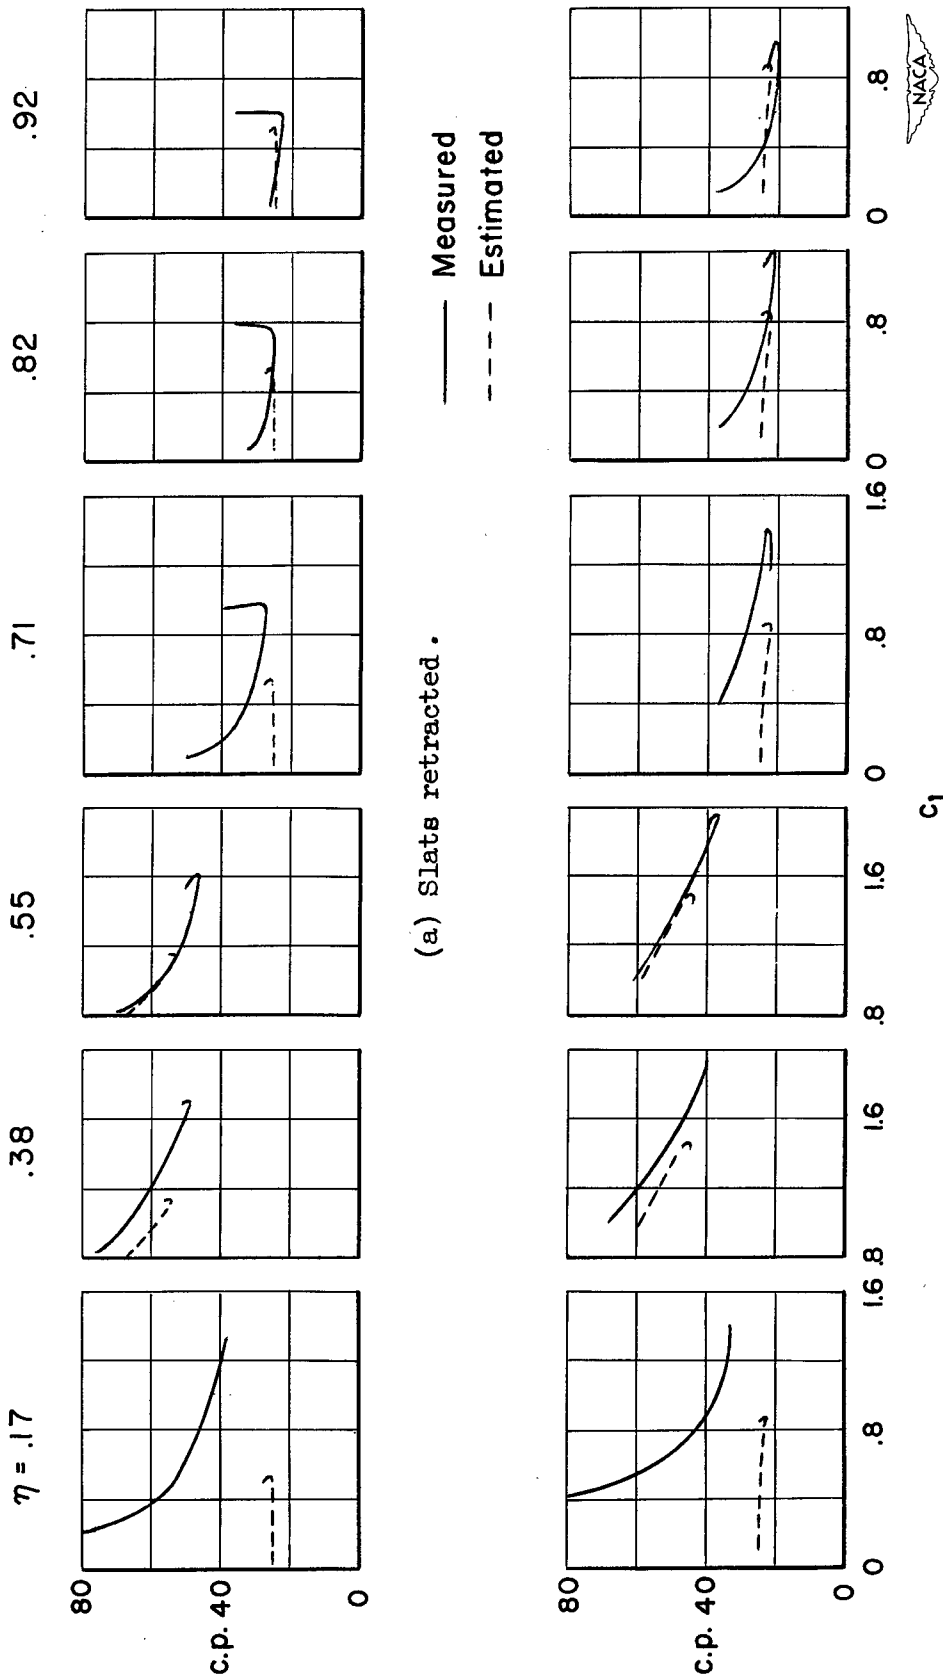 η = .17 .38 .55 .71 .82 .92
80
c.p. 40
0
(a) Slats retracted.
Measured
Estimated
80
c.p. 40
0
0 .8 1.6 .8 1.6 .8 1.6 0 .8 1.6 0 .8 0 .8
c₁
NACA